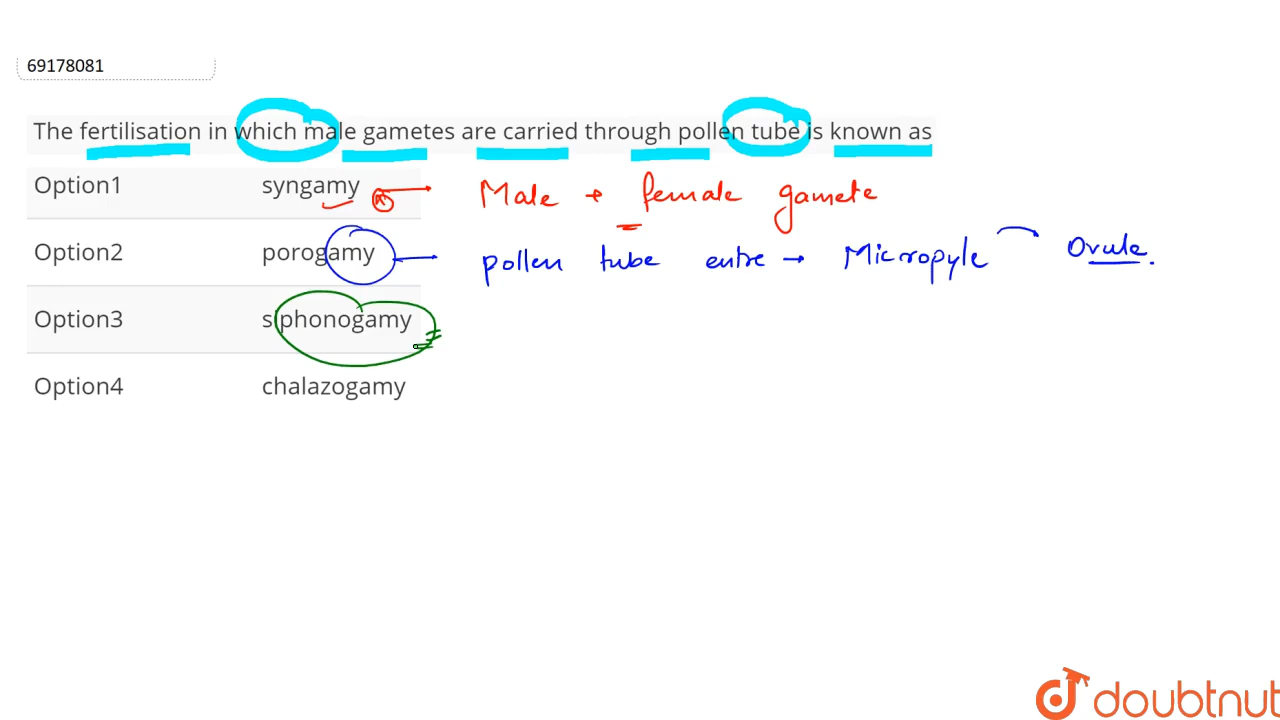 69178081
The fertilisation in which male gametes are carried through pollen tube is known as
Option1 syngamy Male + female gamete
Option2 porogamy pollen tube entre → Micropyle Ovule.
Option3 siphonogamy
Option4 chalazogamy
doubtnut